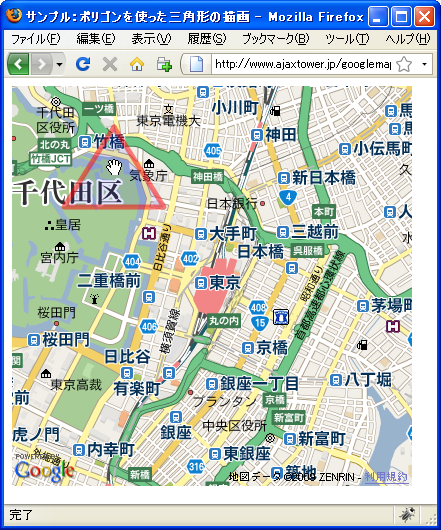 サンプル：ポリゴンを使った三角形の描画 - Mozilla Firefox
ファイル(F) 編集(E) 表示(V) 履歴(S) ブックマーク(B) ツール(T) ヘルプ(H)
http://www.ajaxtower.jp/googlemap
小川町
千代田
区役所
一ツ橋
東京電機大
神田
岩本町
北の丸
竹橋
竹橋JCT
405
小伝馬町
気象庁
神田橋
新日本橋
千代田区
日本銀行
本町
皇居
大手町
三越前
日本橋
呉服橋
宮内庁
日比谷通り
404
402
二重橋前
東京
昭和通り
首都高速都心環状線
408
茅場町
桜田門
丸の内
15
406
横須賀線
桜田門
日比谷
京橋
東京高裁
有楽町
銀座一丁目
八丁堀
プランタン
京橋
虎ノ門
銀座
中央区役所
新富町
内幸町
東銀座
新富町
新橋
316
築地
POWERED BY
Google
地図データ ©2009 ZENRIN - 利用規約
完了